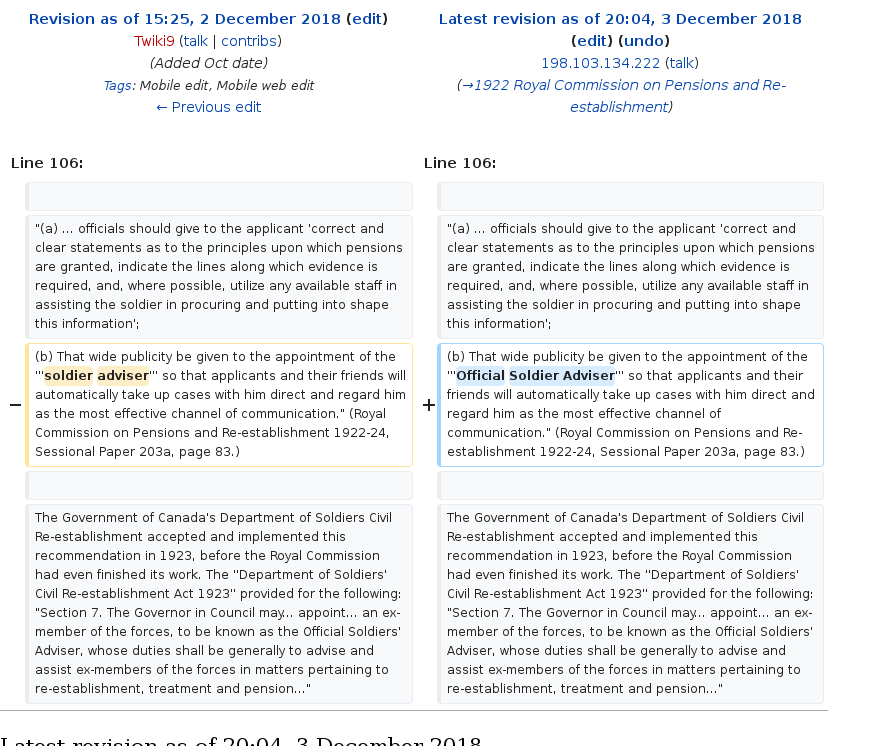 Revision as of 15:25, 2 December 2018 (edit)
Twiki9 (talk | contribs)
(Added Oct date)
Tags: Mobile edit, Mobile web edit
← Previous edit
Latest revision as of 20:04, 3 December 2018
(edit) (undo)
198.103.134.222 (talk)
(→1922 Royal Commission on Pensions and Re-
establishment)
Line 106:
Line 106:
"(a) ... officials should give to the applicant 'correct and
clear statements as to the principles upon which pensions
are granted, indicate the lines along which evidence is
required, and, where possible, utilize any available staff in
assisting the soldier in procuring and putting into shape
this information';
"(a) ... officials should give to the applicant 'correct and
clear statements as to the principles upon which pensions
are granted, indicate the lines along which evidence is
required, and, where possible, utilize any available staff in
assisting the soldier in procuring and putting into shape
this information';
−
(b) That wide publicity be given to the appointment of the
'''soldier adviser''' so that applicants and their friends will
automatically take up cases with him direct and regard him
as the most effective channel of communication." (Royal
Commission on Pensions and Re-establishment 1922-24,
Sessional Paper 203a, page 83.)
+
(b) That wide publicity be given to the appointment of the
'''Official Soldier Adviser''' so that applicants and their
friends will automatically take up cases with him direct and
regard him as the most effective channel of
communication." (Royal Commission on Pensions and Re-
establishment 1922-24, Sessional Paper 203a, page 83.)
The Government of Canada's Department of Soldiers Civil
Re-establishment accepted and implemented this
recommendation in 1923, before the Royal Commission
had even finished its work. The ''Department of Soldiers'
Civil Re-establishment Act 1923'' provided for the following:
"Section 7. The Governor in Council may... appoint... an ex-
member of the forces, to be known as the Official Soldiers'
Adviser, whose duties shall be generally to advise and
assist ex-members of the forces in matters pertaining to
re-establishment, treatment and pension..."
The Government of Canada's Department of Soldiers Civil
Re-establishment accepted and implemented this
recommendation in 1923, before the Royal Commission
had even finished its work. The ''Department of Soldiers'
Civil Re-establishment Act 1923'' provided for the following:
"Section 7. The Governor in Council may... appoint... an ex-
member of the forces, to be known as the Official Soldiers'
Adviser, whose duties shall be generally to advise and
assist ex-members of the forces in matters pertaining to
re-establishment, treatment and pension..."
Latest revision as of 20:04, 3 December 2018